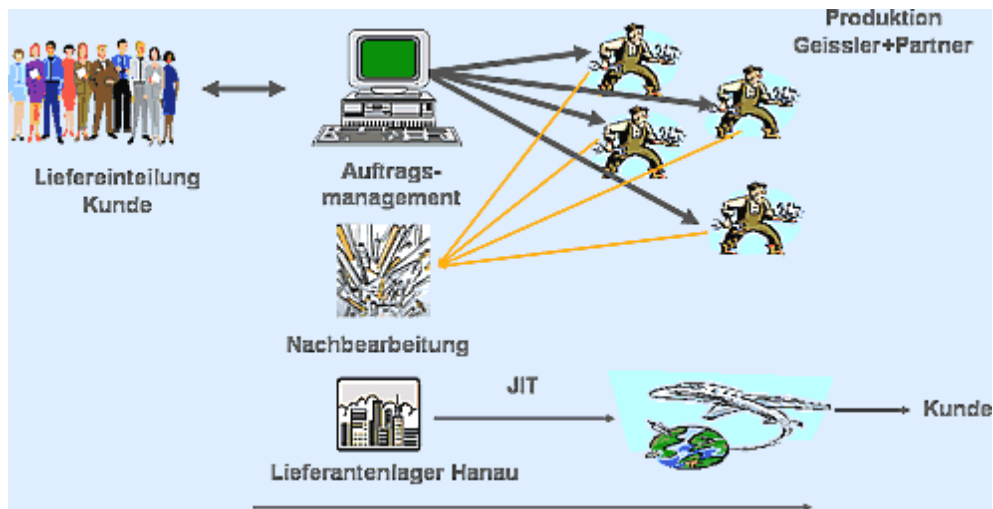 Produktion
Geissler+Partner
Liefereinteilung
Kunde
Auftrags-
management
Nachbearbeitung
JIT
Kunde
Lieferantenlager Hanau